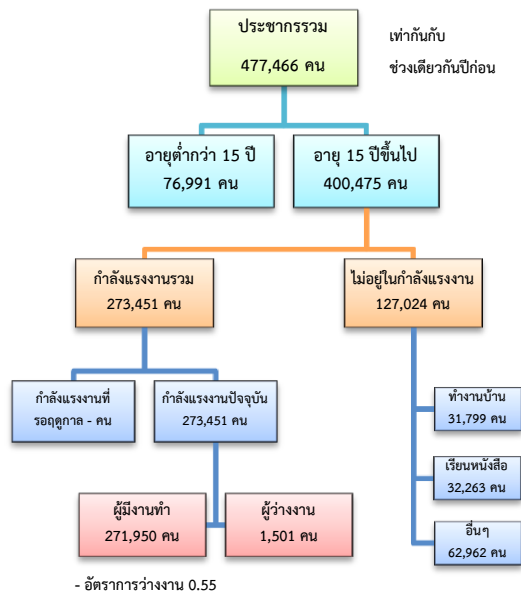 ประชากรรวม
477,466 คน
เท่ากันกับ
ช่วงเดียวกันปีก่อน
อายุต่ำกว่า 15 ปี
76,991 คน
อายุ 15 ปีขึ้นไป
400,475 คน
กำลังแรงงานรวม
273,451 คน
ไม่อยู่ในกำลังแรงงาน
127,024 คน
กำลังแรงงานที่
รอฤดูกาล - คน
กำลังแรงงานปัจจุบัน
273,451 คน
ทำงานบ้าน
31,799 คน
เรียนหนังสือ
32,263 คน
อื่นๆ
62,962 คน
ผู้มีงานทำ
271,950 คน
ผู้ว่างงาน
1,501 คน
- อัตราการว่างงาน 0.55